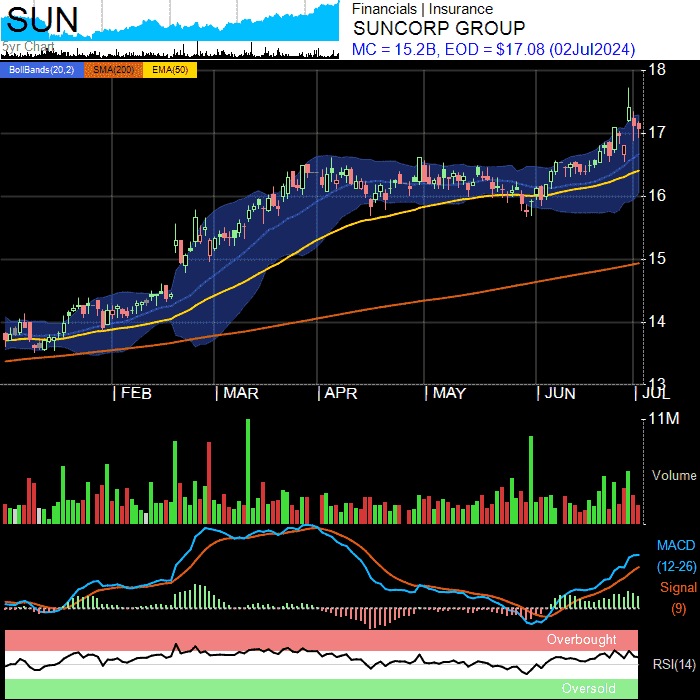 SUN
5yr Chart
Financials | Insurance
SUNCORP GROUP
MC = 15.2B, EOD = $17.08 (02Jul2024)
BollBands(20,2) SMA(200) EMA(50)
18
17
16
15
14
13
| FEB | MAR | APR | MAY | JUN | JUL
11M
Volume
MACD
(12-26)
Signal
(9)
Overbought
RSI(14)
Oversold